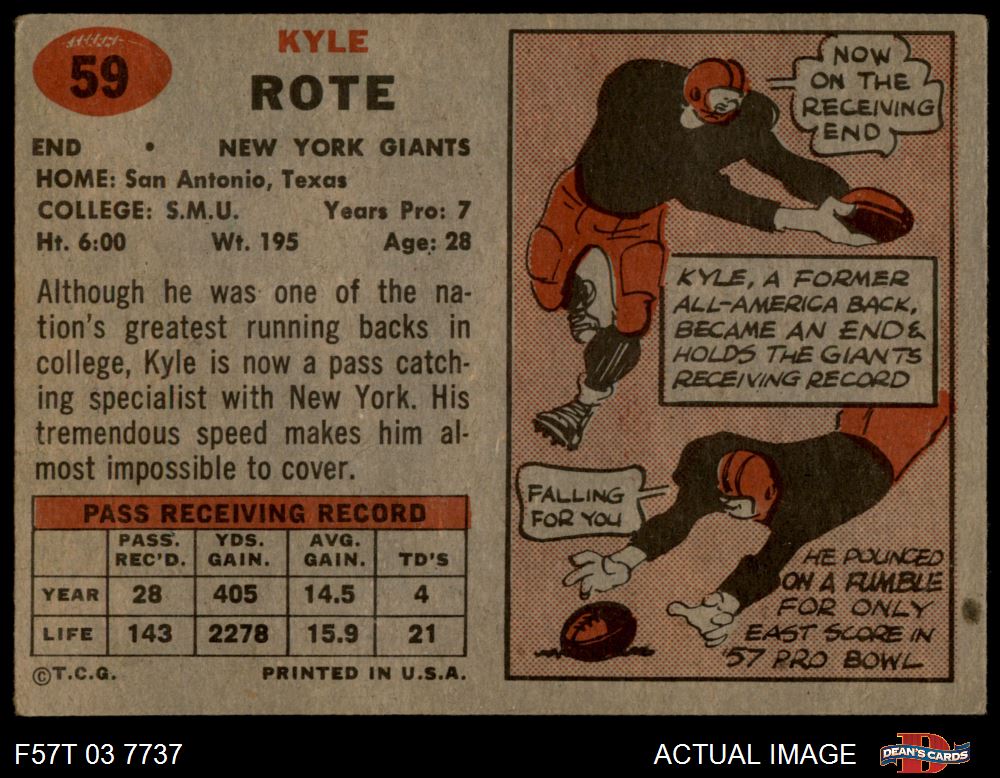 59
KYLE
ROTE
END • NEW YORK GIANTS
HOME: San Antonio, Texas
COLLEGE: S.M.U. Years Pro: 7
Ht. 6:00 Wt. 195 Age: 28
Although he was one of the na-
tion's greatest running backs in
college, Kyle is now a pass catch-
ing specialist with New York. His
tremendous speed makes him al-
most impossible to cover.
PASS RECEIVING RECORD
PASS. YDS. AVG.
REC'D. GAIN. GAIN. TD'S
YEAR 28 405 14.5 4
LIFE 143 2278 15.9 21
©T.C.G. PRINTED IN U.S.A.
NOW
ON THE
RECEIVING
END
KYLE, A FORMER
ALL-AMERICA BACK,
BECAME AN END &
HOLDS THE GIANTS
RECEIVING RECORD
FALLING
FOR YOU
HE POUNCED
ON A FUMBLE
FOR ONLY
EAST SCORE IN
'57 PRO BOWL
F57T 03 7737
ACTUAL IMAGE
DEAN'S CARDS